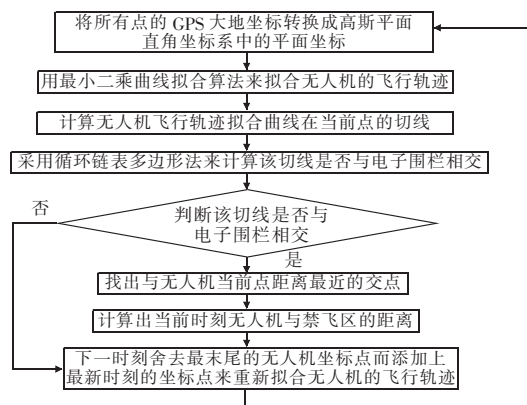 将所有点的 GPS 大地坐标转换成高斯平面
直角坐标系中的平面坐标
用最小二乘曲线拟合算法来拟合无人机的飞行轨迹
计算无人机飞行轨迹拟合曲线在当前点的切线
采用循环链表多边形法来计算该切线是否与电子围栏相交
否
判断该切线是否与
电子围栏相交
是
找出与无人机当前点距离最近的交点
计算出当前时刻无人机与禁飞区的距离
下一时刻舍去最末尾的无人机坐标点而添加上
最新时刻的坐标点来重新拟合无人机的飞行轨迹